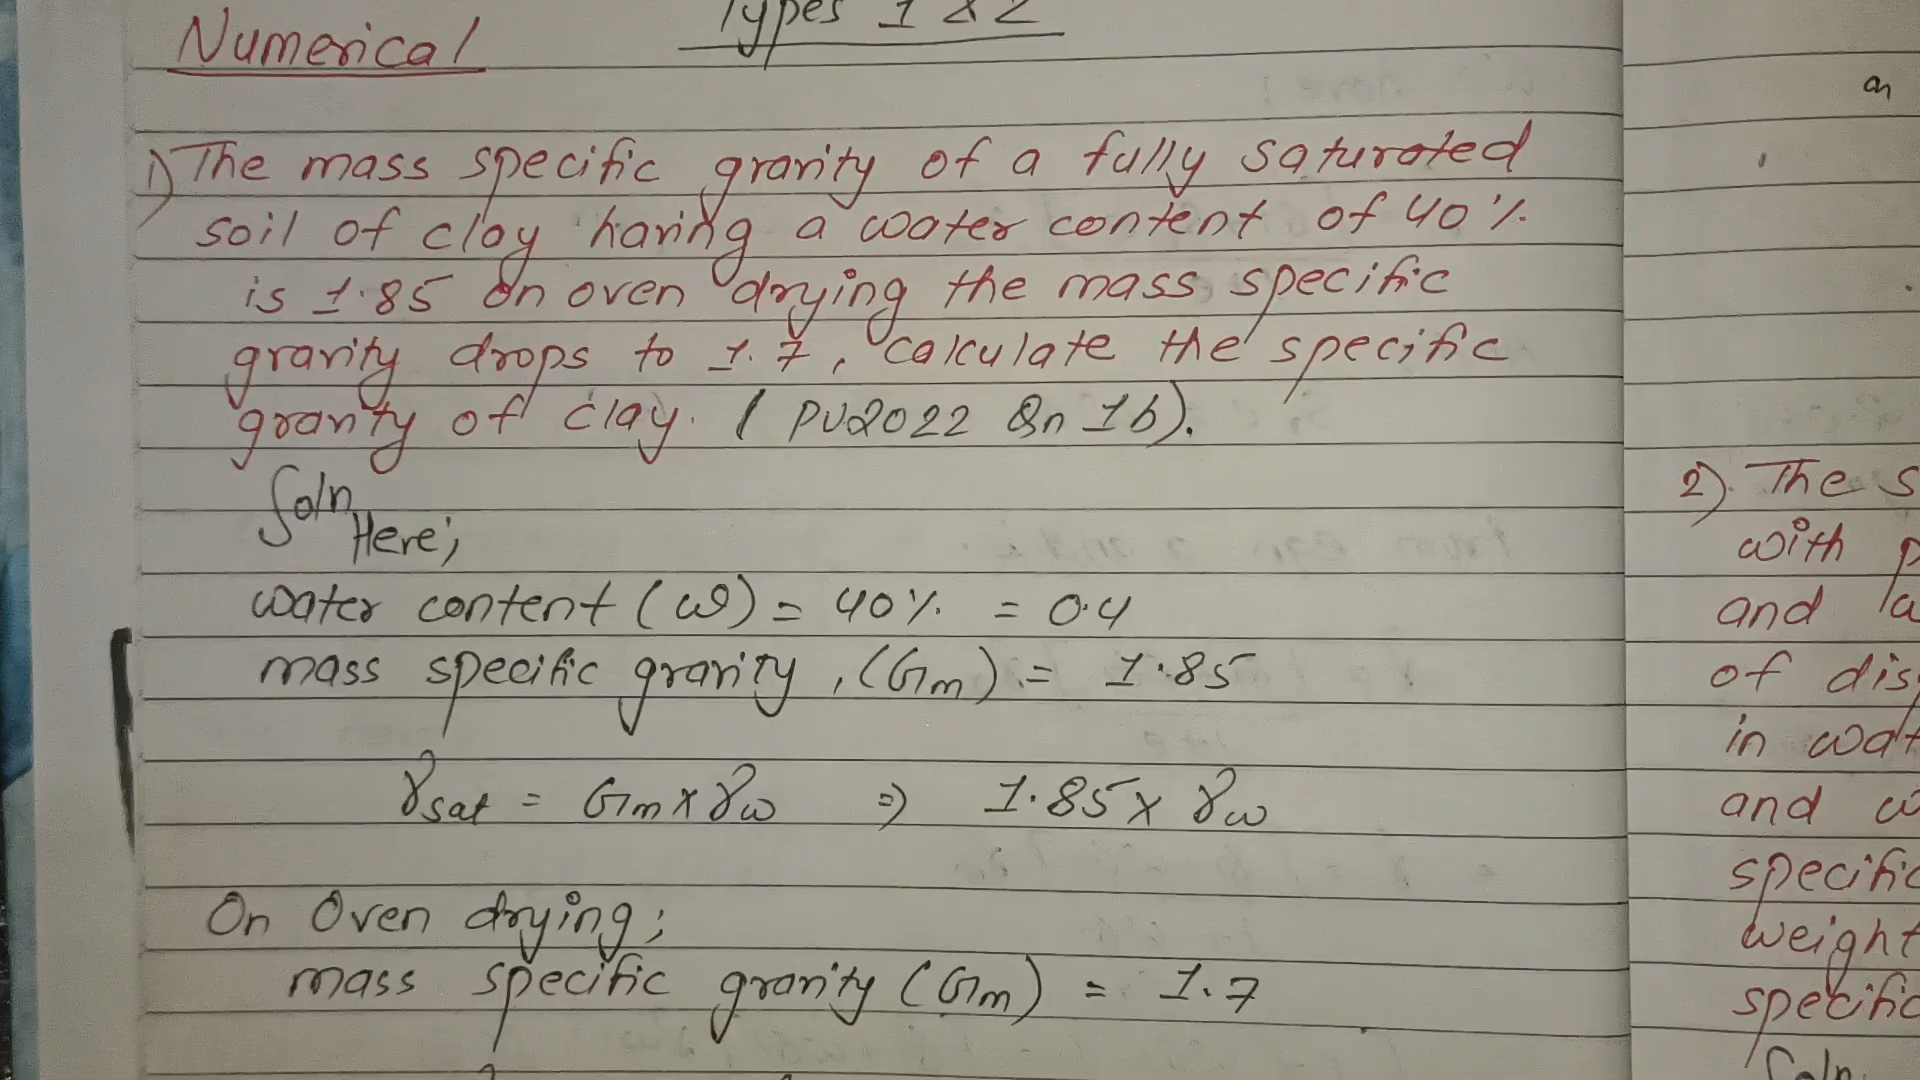 Types 1 & 2
Numerical
1) The mass specific gravity of a fully saturated
soil of clay having a water content of 40%
is 1.85 On oven drying the mass specific
gravity drops to 1.7, calculate the specific
gravity of clay. ( PU2022 Qn 1b).
Soln
Here;
water content (ω) = 40% = 0.4
mass specific gravity, (Gm) = 1.85
γsat = Gm x γω ⇒ 1.85 x γω
On Oven drying;
mass specific gravity (Gm) = 1.7
2). The s
with p
and la
of dis
in wat
and w
specific
weight
specific
Soln